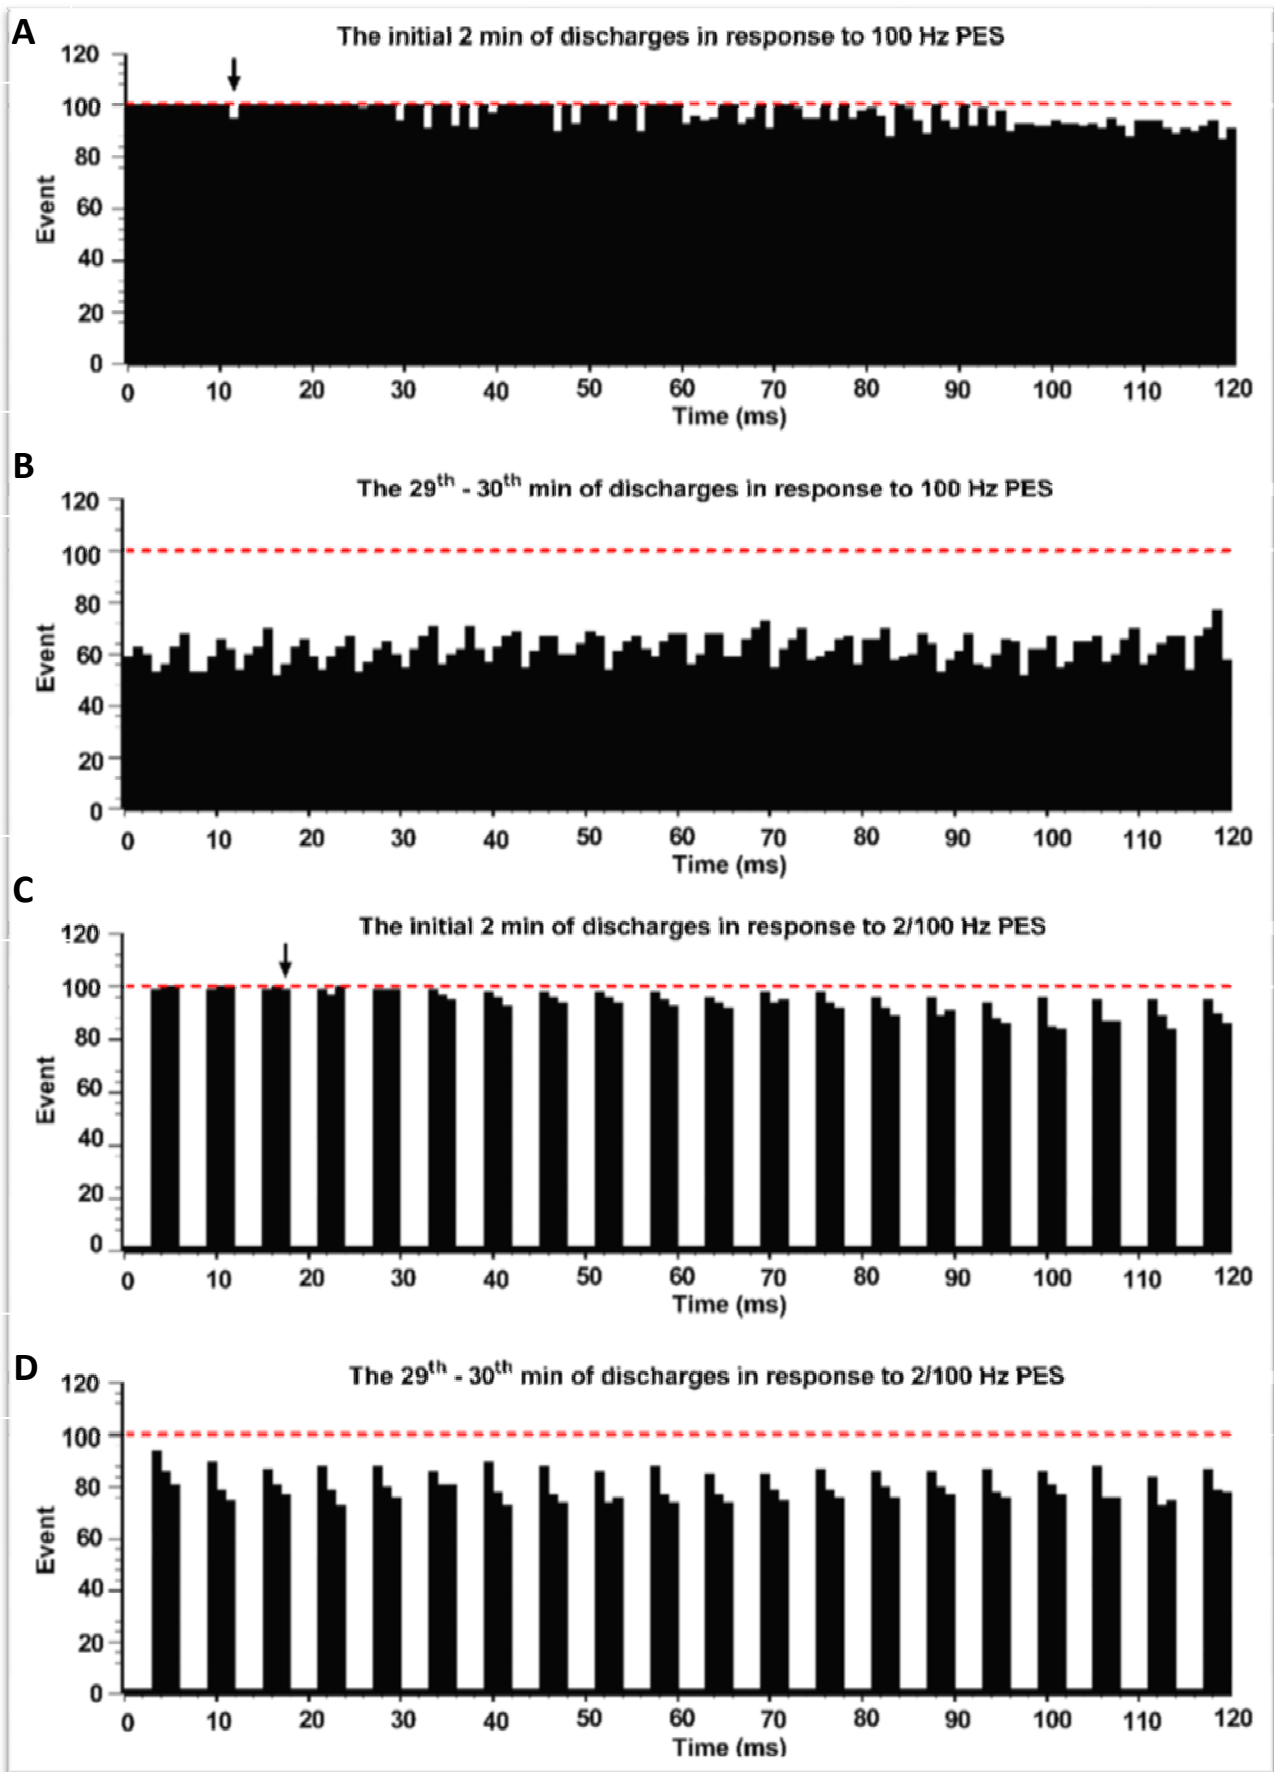 A
The initial 2 min of discharges in response to 100 Hz PES
120
100
80
60
40
20
0
Event
0 10 20 30 40 50 60 70 80 90 100 110 120
Time (ms)
B
The 29th - 30th min of discharges in response to 100 Hz PES
120
100
80
60
40
20
0
Event
0 10 20 30 40 50 60 70 80 90 100 110 120
Time (ms)
C
The initial 2 min of discharges in response to 2/100 Hz PES
120
100
80
60
40
20
0
Event
0 10 20 30 40 50 60 70 80 90 100 110 120
Time (ms)
D
The 29th - 30th min of discharges in response to 2/100 Hz PES
120
100
80
60
40
20
0
Event
0 10 20 30 40 50 60 70 80 90 100 110 120
Time (ms)